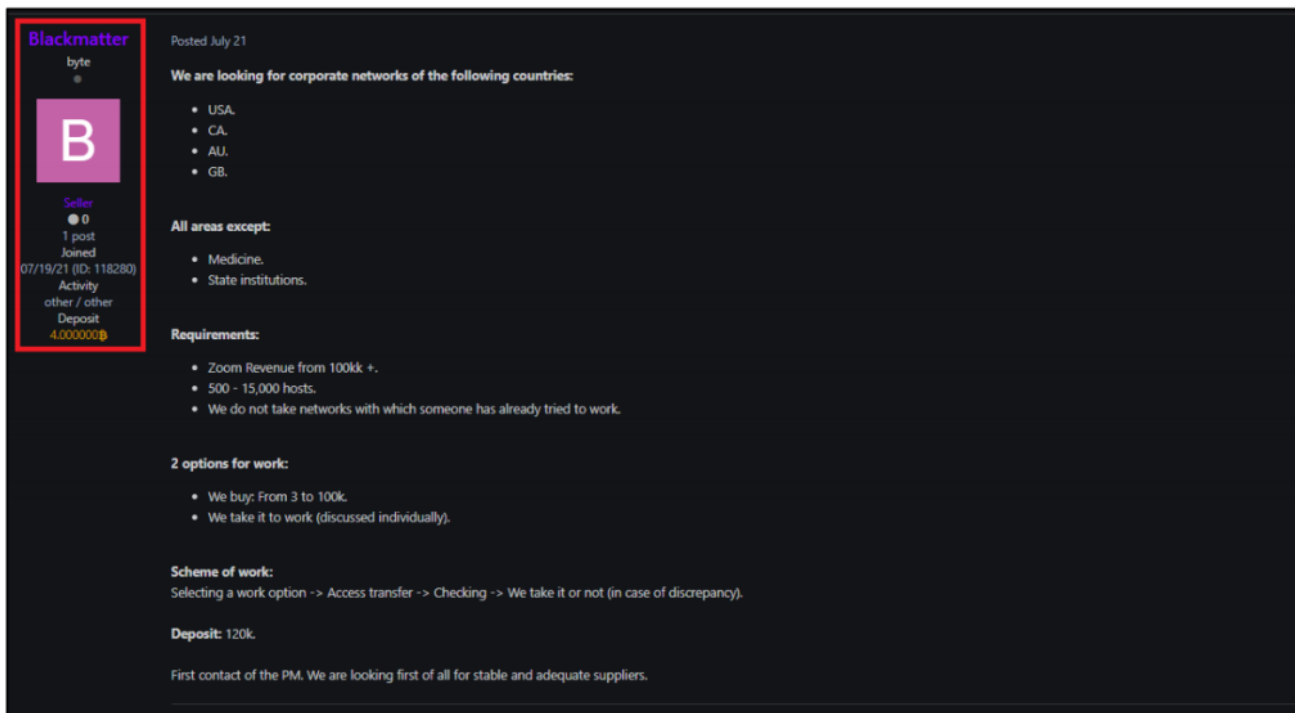 Blackmatter
byte
B
Seller
0
1 post
Joined
07/19/21 (ID: 118280)
Activity
other / other
Deposit
4.000000₿
Posted July 21
We are looking for corporate networks of the following countries:
• USA.
• CA.
• AU.
• GB.
All areas except:
• Medicine.
• State institutions.
Requirements:
• Zoom Revenue from 100kk +.
• 500 - 15,000 hosts.
• We do not take networks with which someone has already tried to work.
2 options for work:
• We buy: From 3 to 100k.
• We take it to work (discussed individually).
Scheme of work:
Selecting a work option -> Access transfer -> Checking -> We take it or not (in case of discrepancy).
Deposit: 120k.
First contact of the PM. We are looking first of all for stable and adequate suppliers.